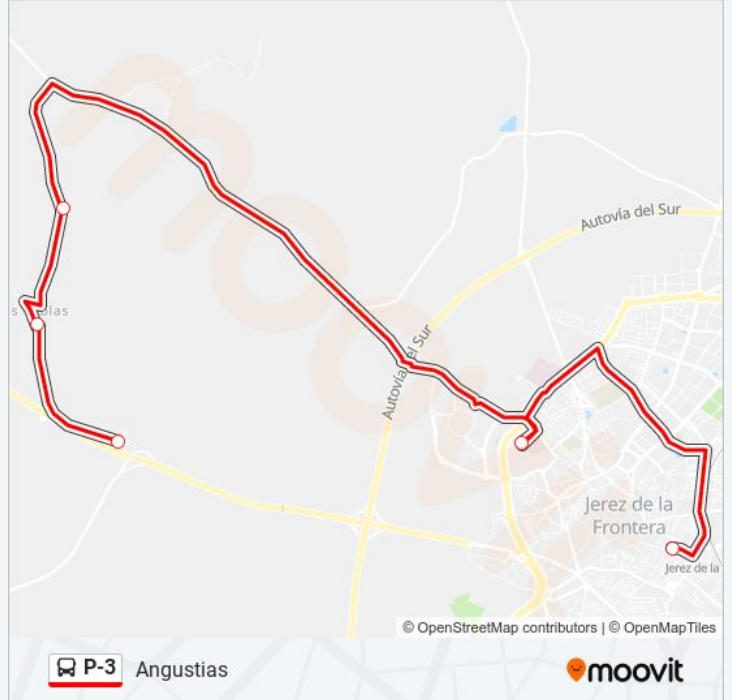 Autovía del Sur
Autovía del Sur
Jerez de la
Frontera
Jerez de la
© OpenStreetMap contributors | © OpenMapTiles
P-3 Angustias
moovit